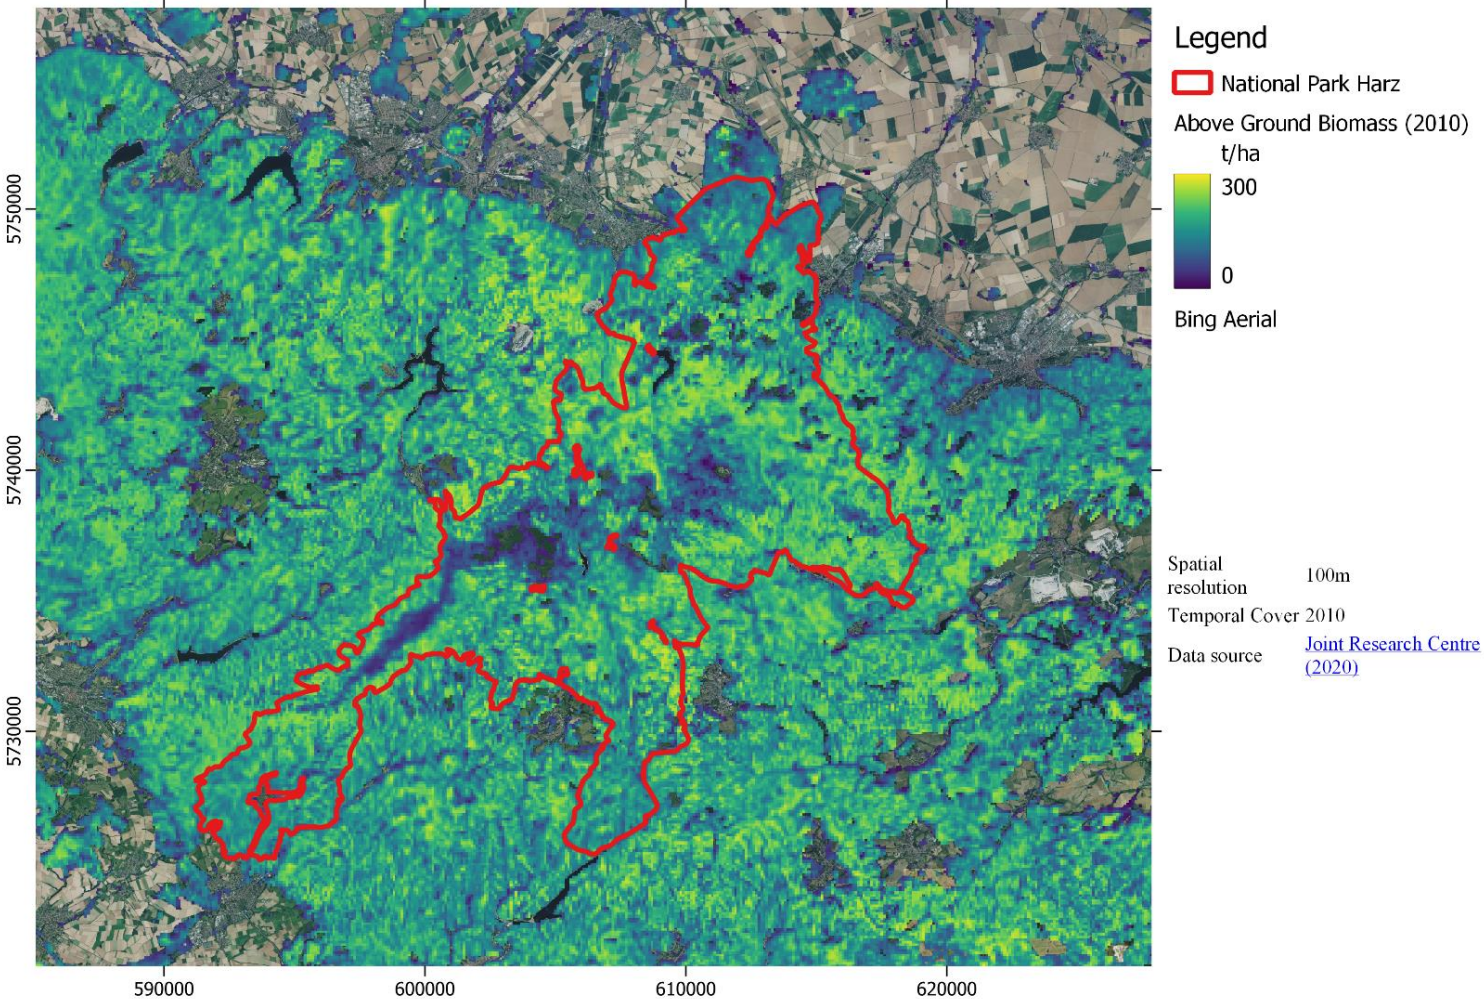 Legend
National Park Harz
Above Ground Biomass (2010)
t/ha
300
0
Bing Aerial
Spatial
resolution
100m
Temporal Cover 2010
Data source
Joint Research Centre
(2020)
5750000
5740000
5730000
590000
600000
610000
620000